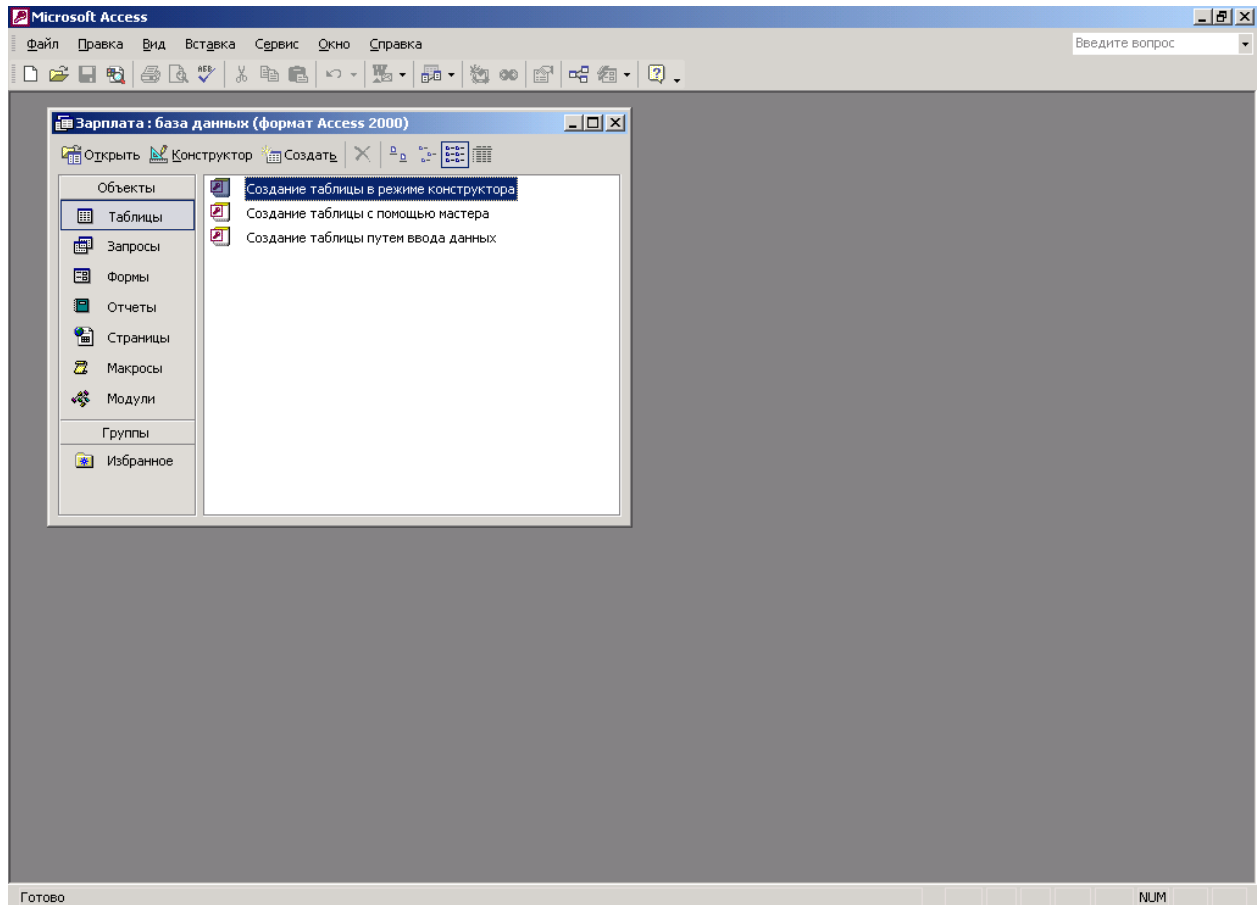 Microsoft Access
Файл Правка Вид Вставка Сервис Окно Справка Введите вопрос
Зарплата : база данных (формат Access 2000)
Открыть Конструктор Создать
Объекты
Таблицы
Запросы
Формы
Отчеты
Страницы
Макросы
Модули
Группы
Избранное
Создание таблицы в режиме конструктора
Создание таблицы с помощью мастера
Создание таблицы путем ввода данных
Готово NUM